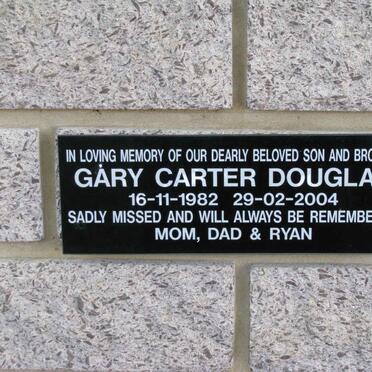 IN LOVING MEMORY OF OUR DEARLY BELOVED SON AND BRO
GARY CARTER DOUGLA
16-11-1982 29-02-2004
SADLY MISSED AND WILL ALWAYS BE REMEMBE
MOM, DAD & RYAN